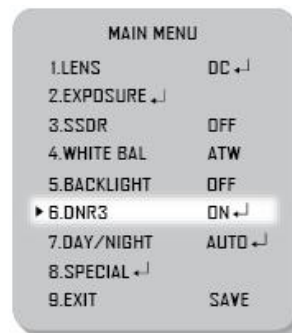 MAIN MENU
1.LENS DC ↵
2.EXPOSURE ↵
3.SSDR OFF
4.WHITE BAL ATW
5.BACKLIGHT OFF
▶ 6.DNR3 ON ↵
7.DAY/NIGHT AUTO ↵
8.SPECIAL ↵
9.EXIT SAVE